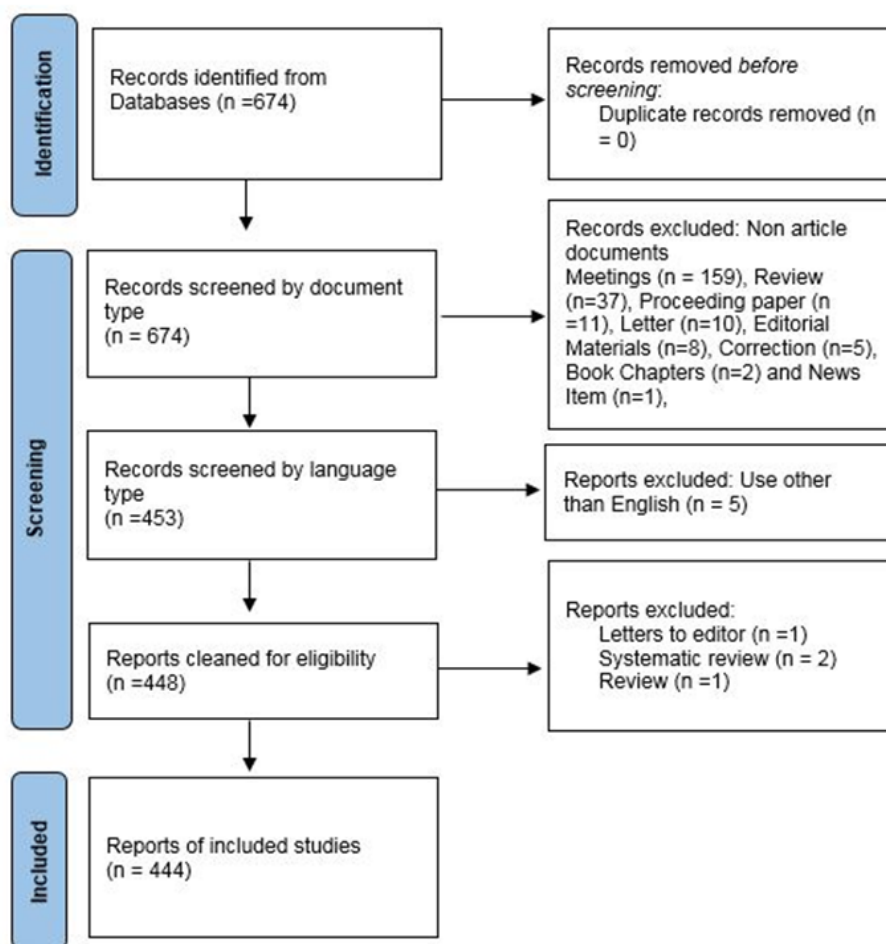 Identification
Records identified from
Databases (n =674)
Records removed before
screening:
Duplicate records removed (n
= 0)
Screening
Records screened by document
type
(n = 674)
Records excluded: Non article
documents
Meetings (n = 159), Review
(n=37), Proceeding paper (n
=11), Letter (n=10), Editorial
Materials (n=8), Correction (n=5),
Book Chapters (n=2) and News
Item (n=1),
Records screened by language
type
(n =453)
Reports excluded: Use other
than English (n = 5)
Reports cleaned for eligibility
(n =448)
Reports excluded:
Letters to editor (n =1)
Systematic review (n = 2)
Review (n =1)
Included
Reports of included studies
(n = 444)